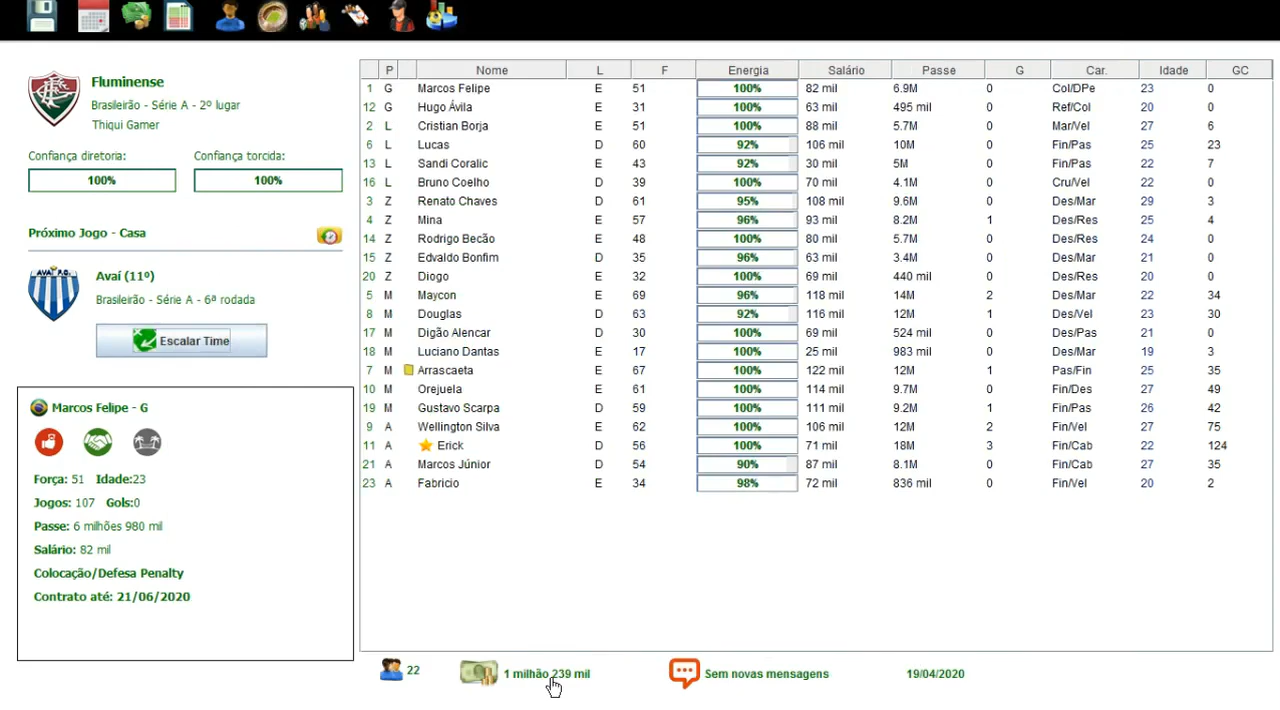 Fluminense
Brasileirão - Série A - 2º lugar
Thiqui Gamer
Confiança diretoria: Confiança torcida:
100% 100%
Próximo Jogo - Casa
AVAÍ F.C.
Avaí (11º)
Brasileirão - Série A - 6ª rodada
Escalar Time
Marcos Felipe - G
Força: 51 Idade:23
Jogos: 107 Gols:0
Passe: 6 milhões 980 mil
Salário: 82 mil
Colocação/Defesa Penalty
Contrato até: 21/06/2020
P Nome L F Energia Salário Passe G Car. Idade GC
1 G Marcos Felipe E 51 100% 82 mil 6.9M 0 Col/DPe 23 0
12 G Hugo Ávila E 31 100% 63 mil 495 mil 0 Ref/Col 20 0
2 L Cristian Borja E 51 100% 88 mil 5.7M 0 Mar/Vel 27 6
6 L Lucas D 60 92% 106 mil 10M 0 Fin/Pas 25 23
13 L Sandi Coralic E 43 92% 30 mil 5M 0 Fin/Pas 22 7
16 L Bruno Coelho D 39 100% 70 mil 4.1M 0 Cru/Vel 22 0
3 Z Renato Chaves D 61 95% 108 mil 9.6M 0 Des/Mar 29 3
4 Z Mina E 57 96% 93 mil 8.2M 1 Des/Res 25 4
14 Z Rodrigo Becão E 48 100% 80 mil 5.7M 0 Des/Res 24 0
15 Z Edvaldo Bonfim D 35 96% 63 mil 3.4M 0 Des/Mar 21 0
20 Z Diogo E 32 100% 69 mil 440 mil 0 Des/Res 20 0
5 M Maycon E 69 96% 118 mil 14M 2 Des/Mar 22 34
8 M Douglas D 63 92% 116 mil 12M 1 Des/Vel 23 30
17 M Digão Alencar D 30 100% 69 mil 524 mil 0 Des/Pas 21 0
18 M Luciano Dantas E 17 100% 25 mil 983 mil 0 Des/Mar 19 3
7 M Arrascaeta E 67 100% 122 mil 12M 1 Pas/Fin 25 35
10 M Orejuela E 61 100% 114 mil 9.7M 0 Fin/Des 27 49
19 M Gustavo Scarpa D 59 100% 111 mil 9.2M 1 Fin/Pas 26 42
9 A Wellington Silva E 62 100% 106 mil 12M 2 Fin/Vel 27 75
11 A Erick D 56 100% 71 mil 18M 3 Fin/Cab 22 124
21 A Marcos Júnior D 54 90% 87 mil 8.1M 0 Fin/Cab 27 35
23 A Fabricio E 34 98% 72 mil 836 mil 0 Fin/Vel 20 2
22 1 milhão 239 mil Sem novas mensagens 19/04/2020